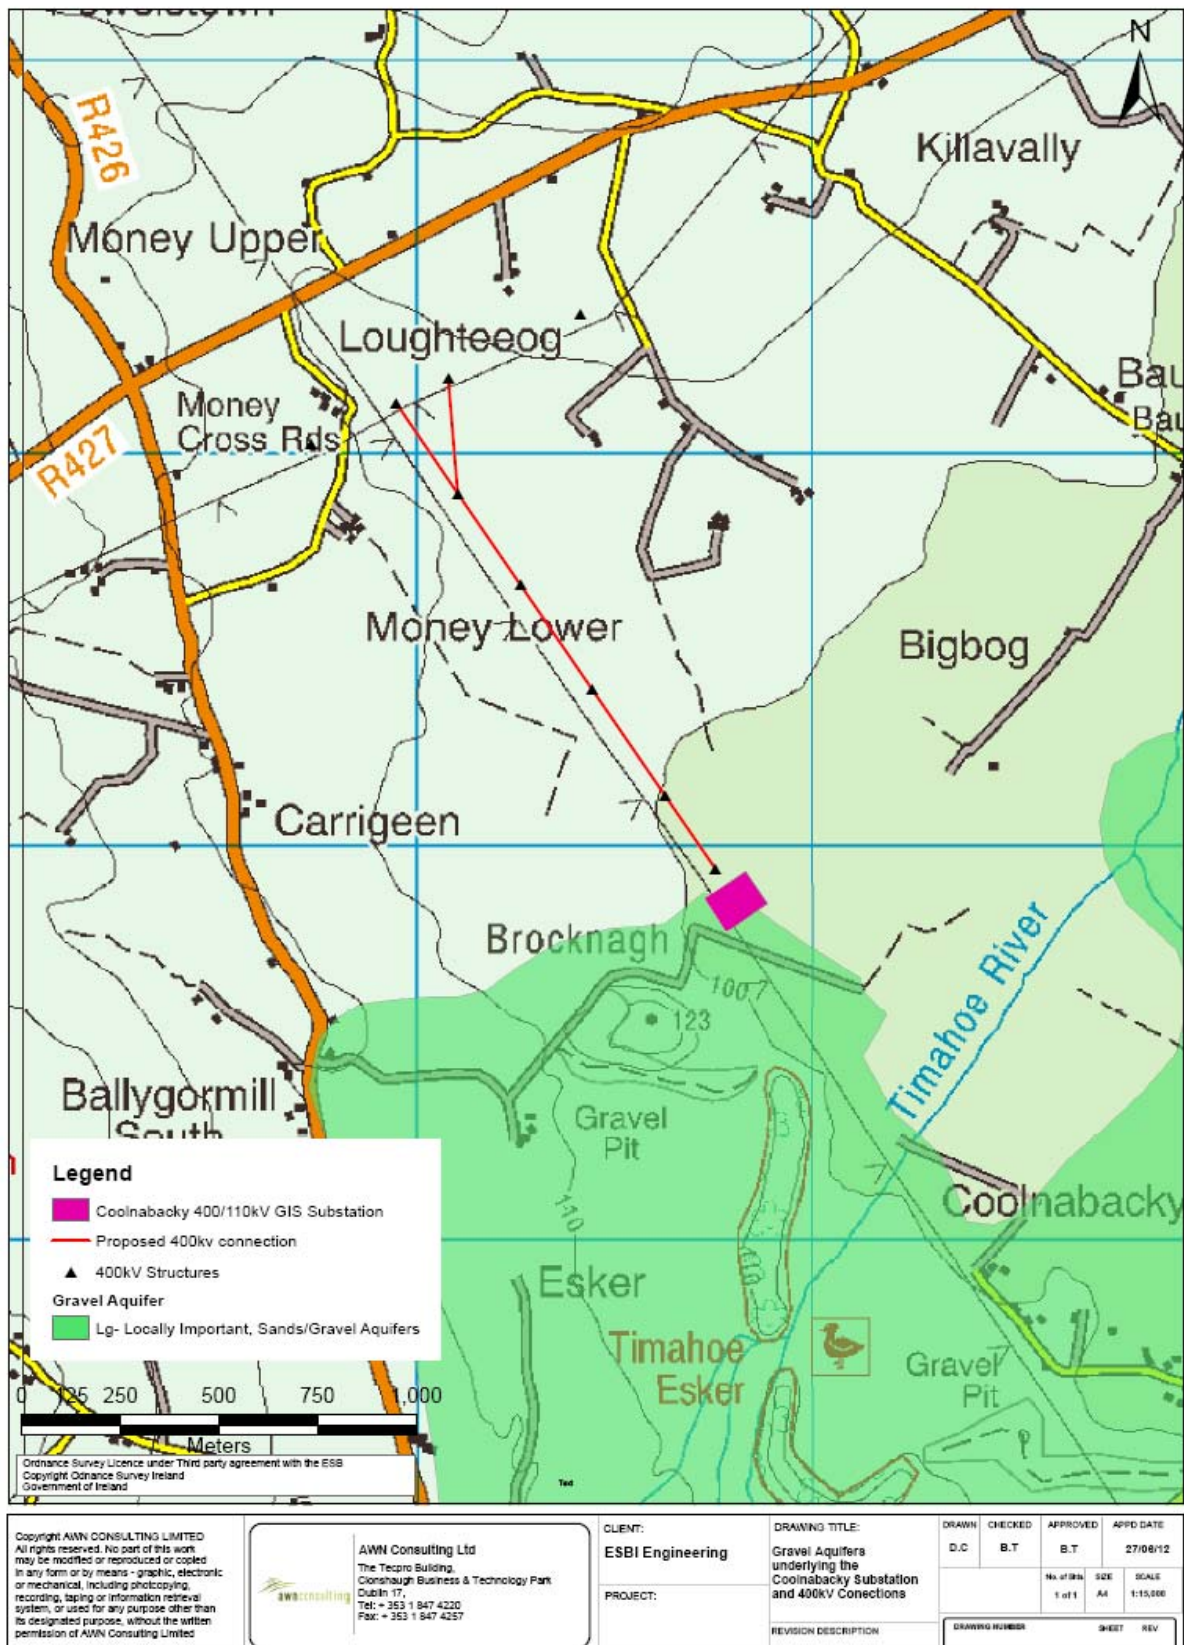 N
R426
Killavally
Money Upper
Loughteeog
Bau
Bau
Money
Cross Rds
R427
Money Lower
Bigbog
Carrigeen
Brocknagh
100
123
Timahoe River
Ballygormill
South
Gravel
Pit
Coolnabacky
110
Esker
110
Timahoe
Esker
Gravel
Pit
Legend
Coolnabacky 400/110kV GIS Substation
Proposed 400kv connection
400kV Structures
Gravel Aquifer
Lg- Locally Important, Sands/Gravel Aquifers
0 125 250 500 750 1,000
Meters
Ordnance Survey Licence under Third party agreement with the ESB
Copyright Odnance Survey Ireland
Government of Ireland
Ted
Copyright AWN CONSULTING LIMITED
All rights reserved. No part of this work
may be modified or reproduced or copied
in any form or by means - graphic, electronic
or mechanical, including photocopying,
recording, taping or information retrieval
system, or used for any purpose other than
its designated purpose, without the written
permission of AWN Consulting Limited
awnconsulting
AWN Consulting Ltd
The Tecpro Building,
Clonshaugh Business & Technology Park
Dublin 17,
Tel: + 353 1 847 4220
Fax: + 353 1 847 4257
CLIENT:
ESBI Engineering
PROJECT:
DRAWING TITLE:
Gravel Aquifers
underlying the
Coolnabacky Substation
and 400kV Conections
REVISION DESCRIPTION
DRAWN CHECKED APPROVED APPD DATE
D.C B.T B.T 27/06/12
No. of Shts SIZE SCALE
1 of 1 A4 1:15,000
DRAWING NUMBER SHEET REV